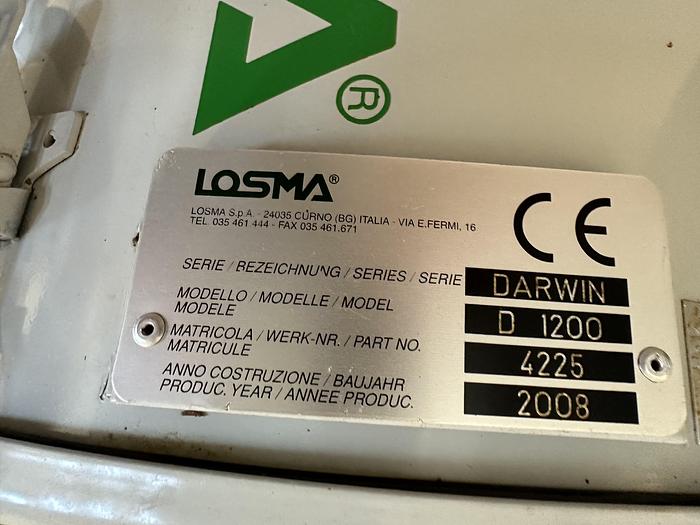 ®
LOSMA®
LOSMA S.p.A. - 24035 CURNO (BG) ITALIA - VIA E.FERMI, 16
TEL. 035 461 444 - FAX 035 461.671
CE
SERIE / BEZEICHNUNG / SERIES / SERIE DARWIN
MODELLO / MODELLE / MODEL
MODELE D 1200
MATRICOLA / WERK-NR. / PART NO.
MATRICULE 4225
ANNO COSTRUZIONE / BAUJAHR
PRODUC. YEAR / ANNEE PRODUC. 2008